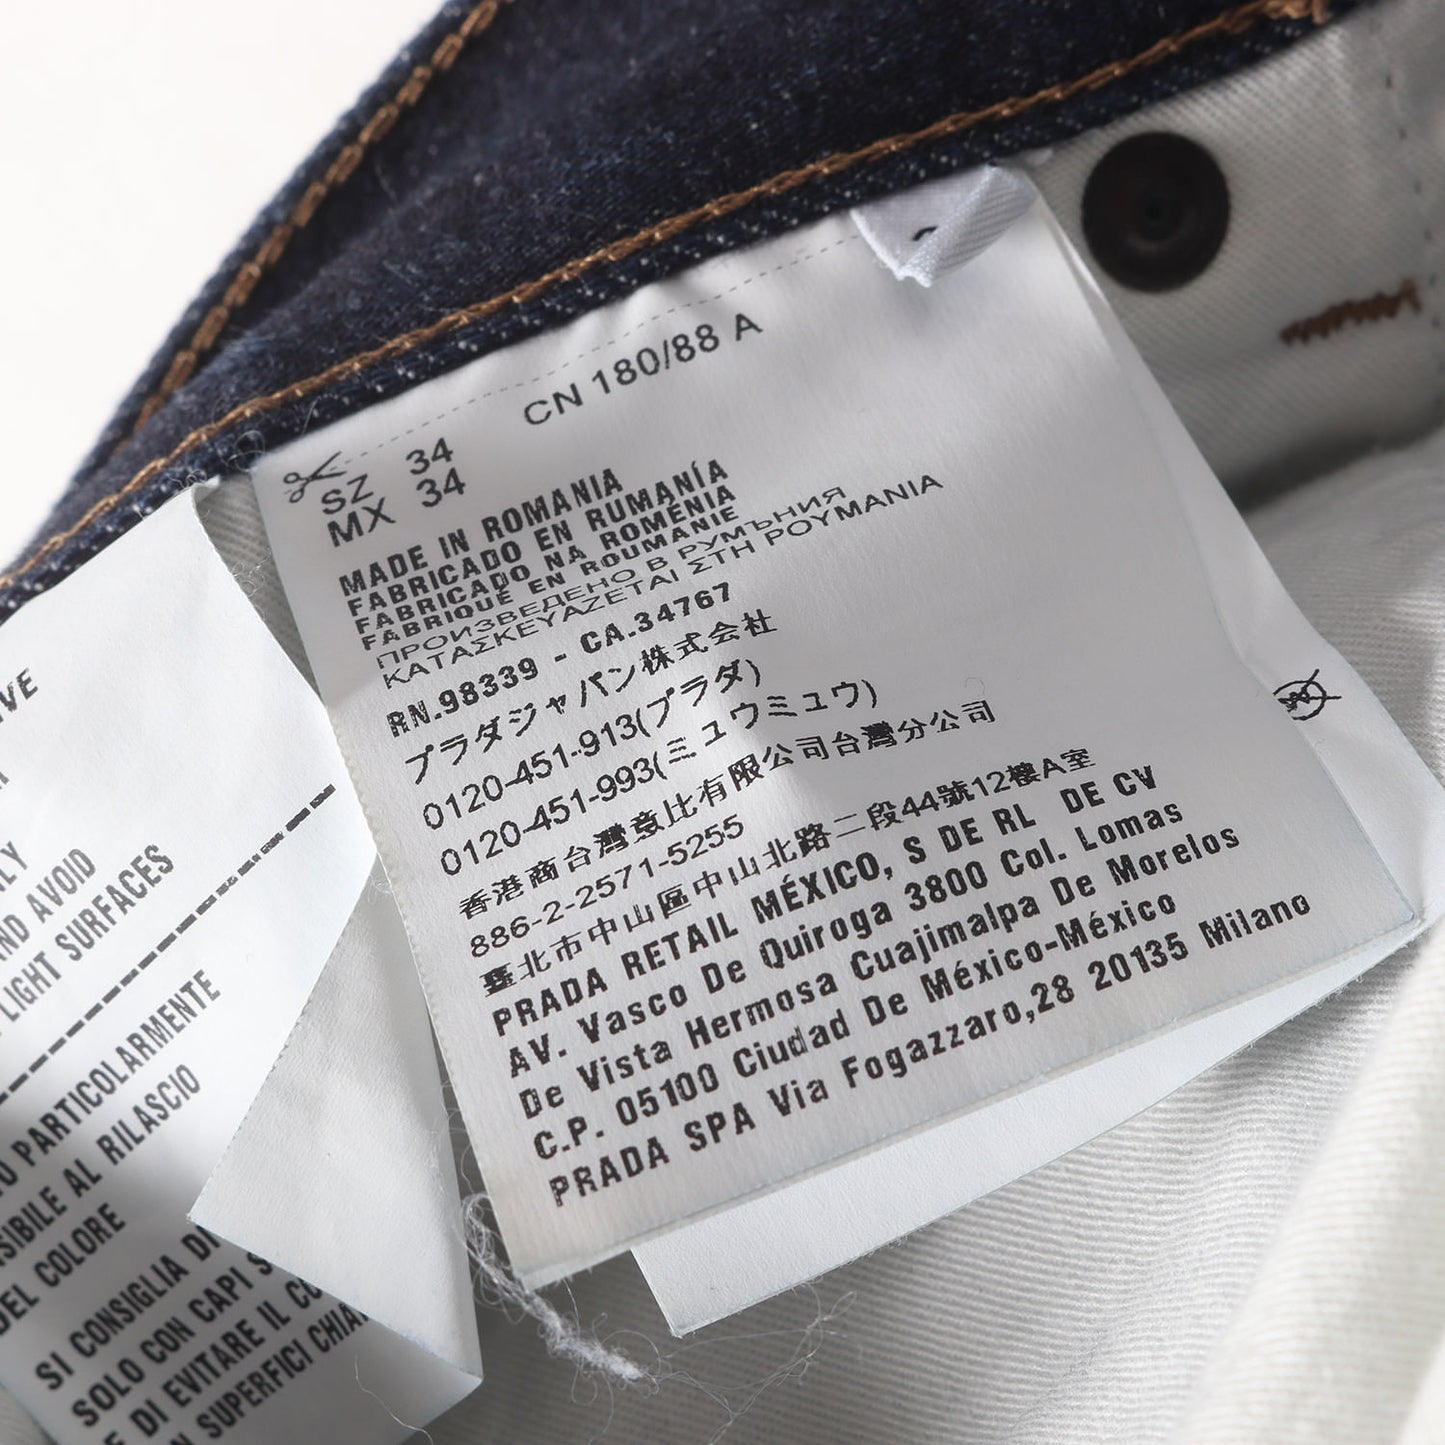 CN 180/88 A
SZ 34
MX 34
MADE IN ROMANIA
FABRICADO EN RUMANÍA
FABRICADO NA ROMÉNIA
FABRIQUÉ EN ROUMANIE
ПРОИЗВЕДЕНО В РУМЪНИЯ
ΚΑΤΑΣΚΕΥΑΖΕΤΑΙ ΣΤΗ ΡΟΥΜΑΝΙΑ
RN.98339 - CA.34767
プラダジャパン株式会社
0120-451-913(プラダ)
0120-451-993(ミュウミュウ)
香港商台灣意比有限公司台灣分公司
886-2-2571-5255
臺北市中山區中山北路二段44號12樓A室
PRADA RETAIL MÉXICO, S DE RL DE CV
AV. Vasco De Quiroga 3800 Col. Lomas
De Vista Hermosa Cuajimalpa De Morelos
C.P. 05100 Ciudad De México-México
PRADA SPA Via Fogazzaro,28 20135 Milano
AVOID
LIGHT SURFACES
PARTICOLARMENTE
AL RILASCIO
DEL COLORE
SI CONSIGLIA DI
SOLO CON CAPI
DI EVITARE IL
SUPERFICI